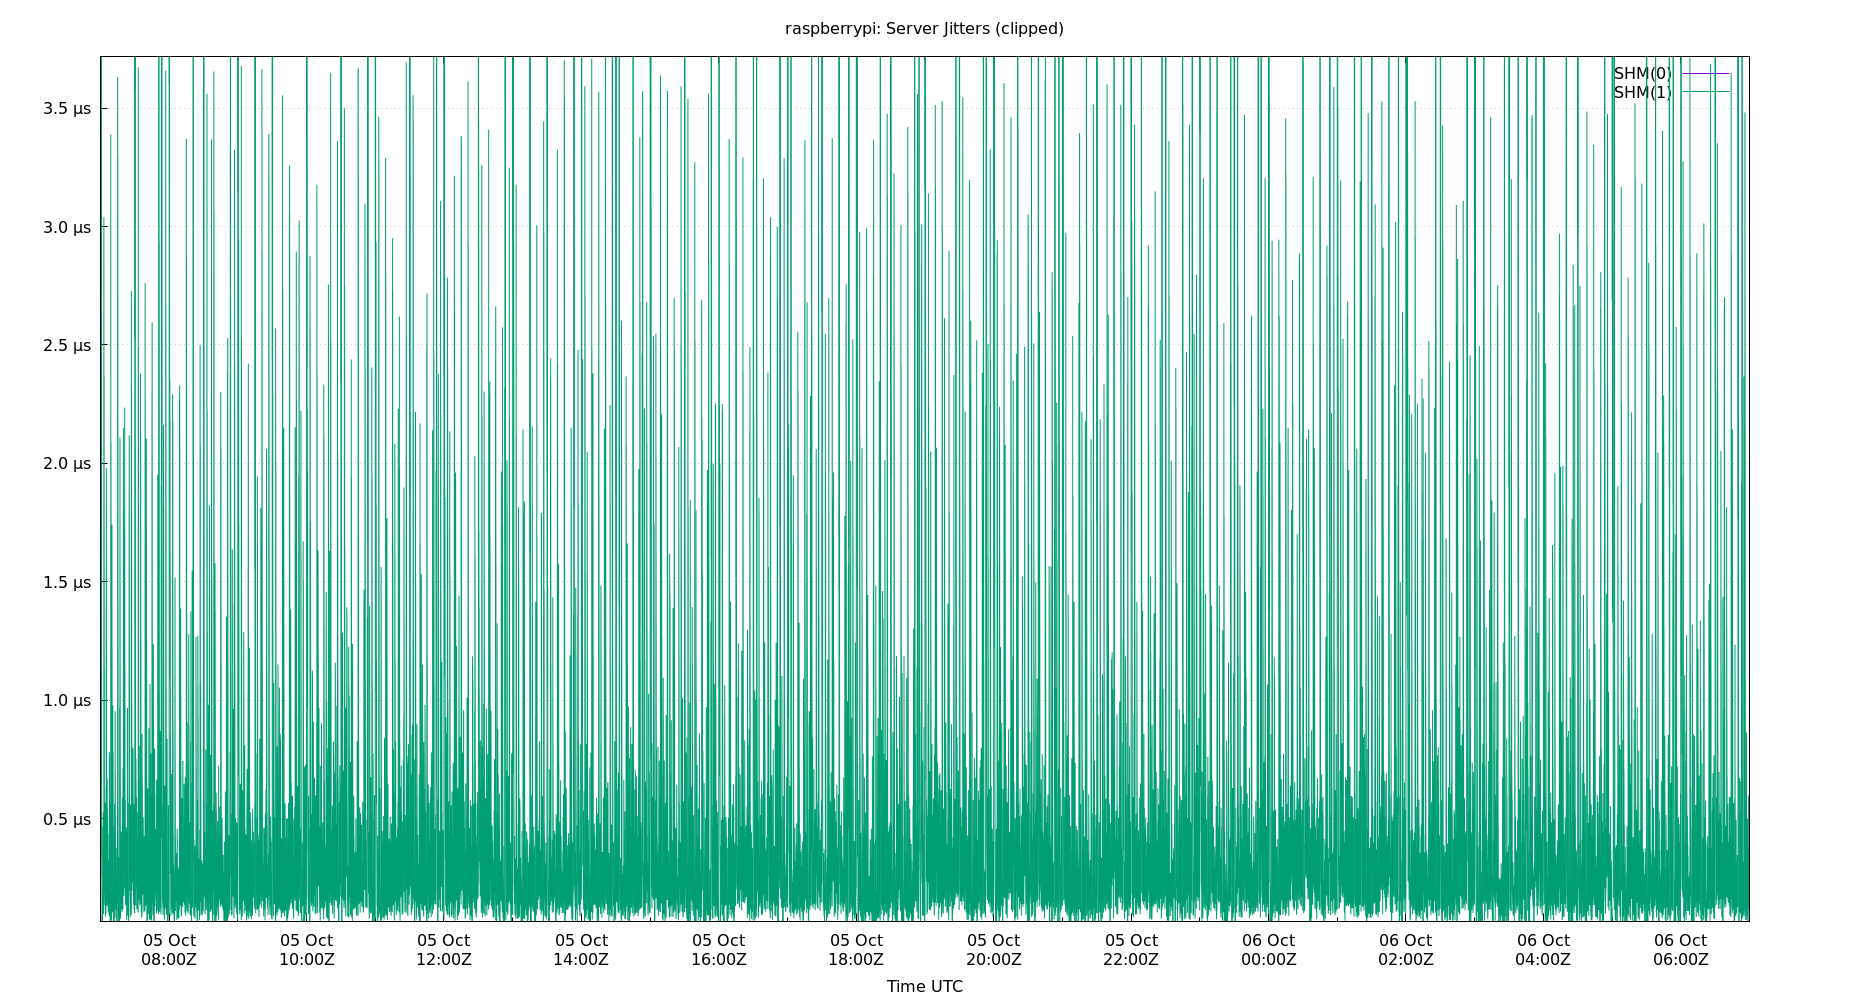 raspberrypi: Server Jitters (clipped)
SHM(0)
SHM(1)
3.5 µs
3.0 µs
2.5 µs
2.0 µs
1.5 µs
1.0 µs
0.5 µs
05 Oct 05 Oct 05 Oct 05 Oct 05 Oct 05 Oct 05 Oct 05 Oct 06 Oct 06 Oct 06 Oct 06 Oct
08:00Z 10:00Z 12:00Z 14:00Z 16:00Z 18:00Z 20:00Z 22:00Z 00:00Z 02:00Z 04:00Z 06:00Z
Time UTC